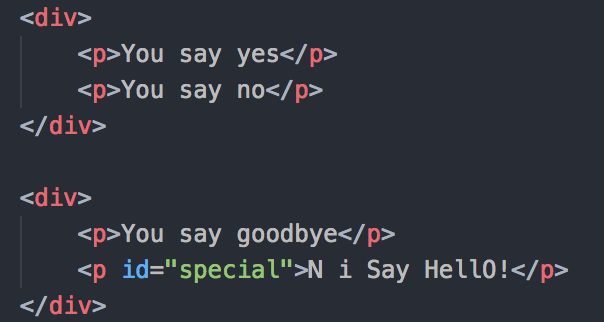 <div>
<p>You say yes</p>
<p>You say no</p>
</div>
<div>
<p>You say goodbye</p>
<p id="special">N i Say HellO!</p>
</div>